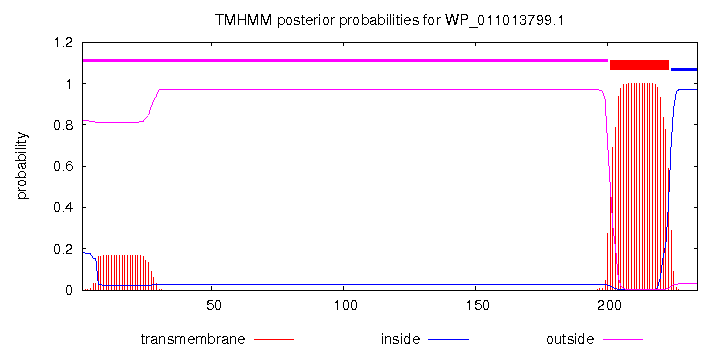 TMHMM posterior probabilities for WP_011013799.1
1.2
1
0.8
0.6
0.4
0.2
0
probability
50 100 150 200
transmembrane inside outside